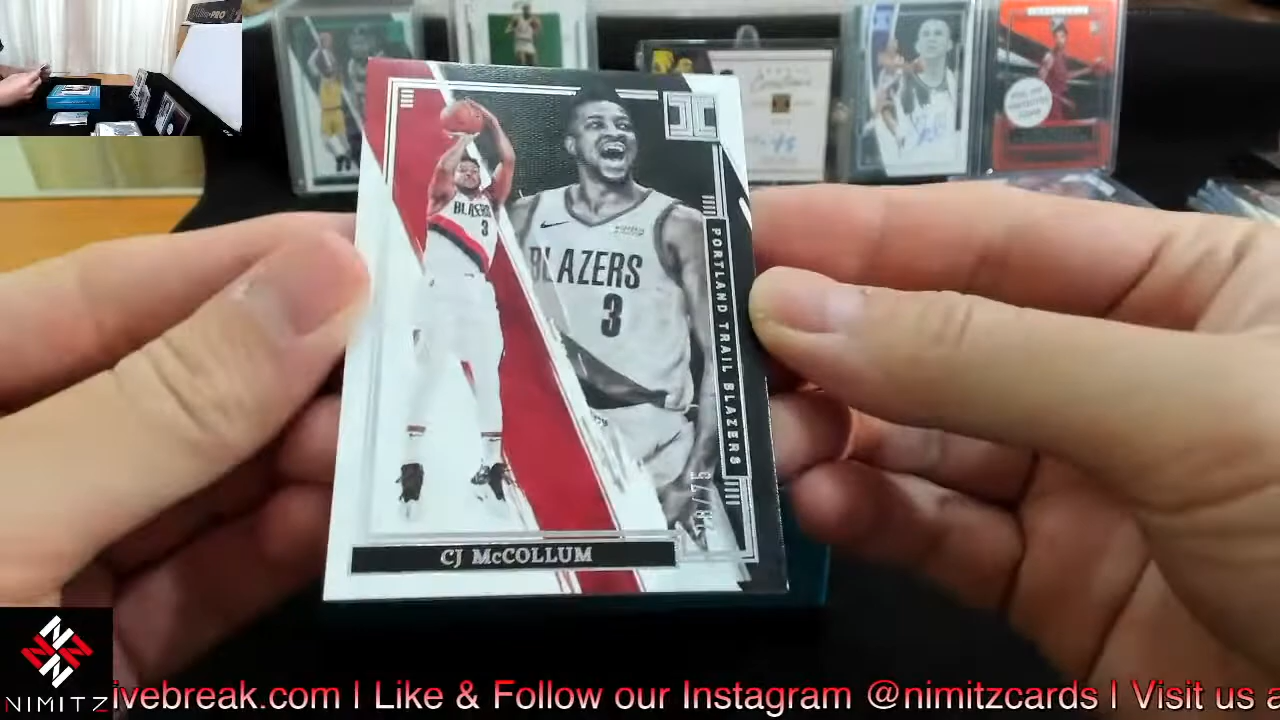 BLAZERS
3
BLAZERS
3
PORTLAND TRAIL BLAZERS
CJ McCOLLUM
NIMITZ
ivebreak.com | Like & Follow our Instagram @nimitzcards | Visit us a